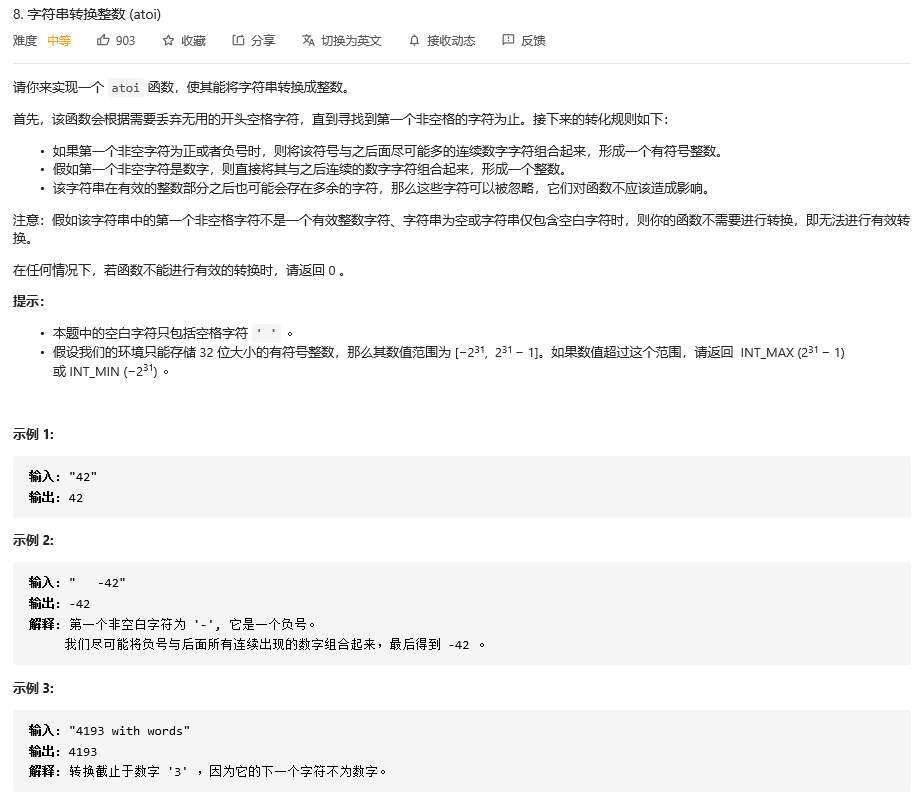 8. 字符串转换整数 (atoi)
难度 中等 903 收藏 分享 切换为英文 接收动态 反馈
请你来实现一个 atoi 函数，使其能将字符串转换成整数。
首先，该函数会根据需要丢弃无用的开头空格字符，直到寻找到第一个非空格的字符为止。接下来的转化规则如下：
• 如果第一个非空字符为正或者负号时，则将该符号与之后面尽可能多的连续数字字符组合起来，形成一个有符号整数。
• 假如第一个非空字符是数字，则直接将其与之后连续的数字字符组合起来，形成一个整数。
• 该字符串在有效的整数部分之后也可能会存在多余的字符，那么这些字符可以被忽略，它们对函数不应该造成影响。
注意：假如该字符串中的第一个非空格字符不是一个有效整数字符、字符串为空或字符串仅包含空白字符时，则你的函数不需要进行转换，即无法进行有效转
换。
在任何情况下，若函数不能进行有效的转换时，请返回 0 。
提示：
• 本题中的空白字符只包括空格字符 ' ' 。
• 假设我们的环境只能存储 32 位大小的有符号整数，那么其数值范围为 [−2³¹, 2³¹ − 1]。如果数值超过这个范围，请返回 INT_MAX (2³¹ − 1)
或 INT_MIN (−2³¹) 。
示例 1:
输入: "42"
输出: 42
示例 2:
输入: "   -42"
输出: -42
解释: 第一个非空白字符为 '-', 它是一个负号。
我们尽可能将负号与后面所有连续出现的数字组合起来，最后得到 -42 。
示例 3:
输入: "4193 with words"
输出: 4193
解释: 转换截止于数字 '3' ，因为它的下一个字符不为数字。